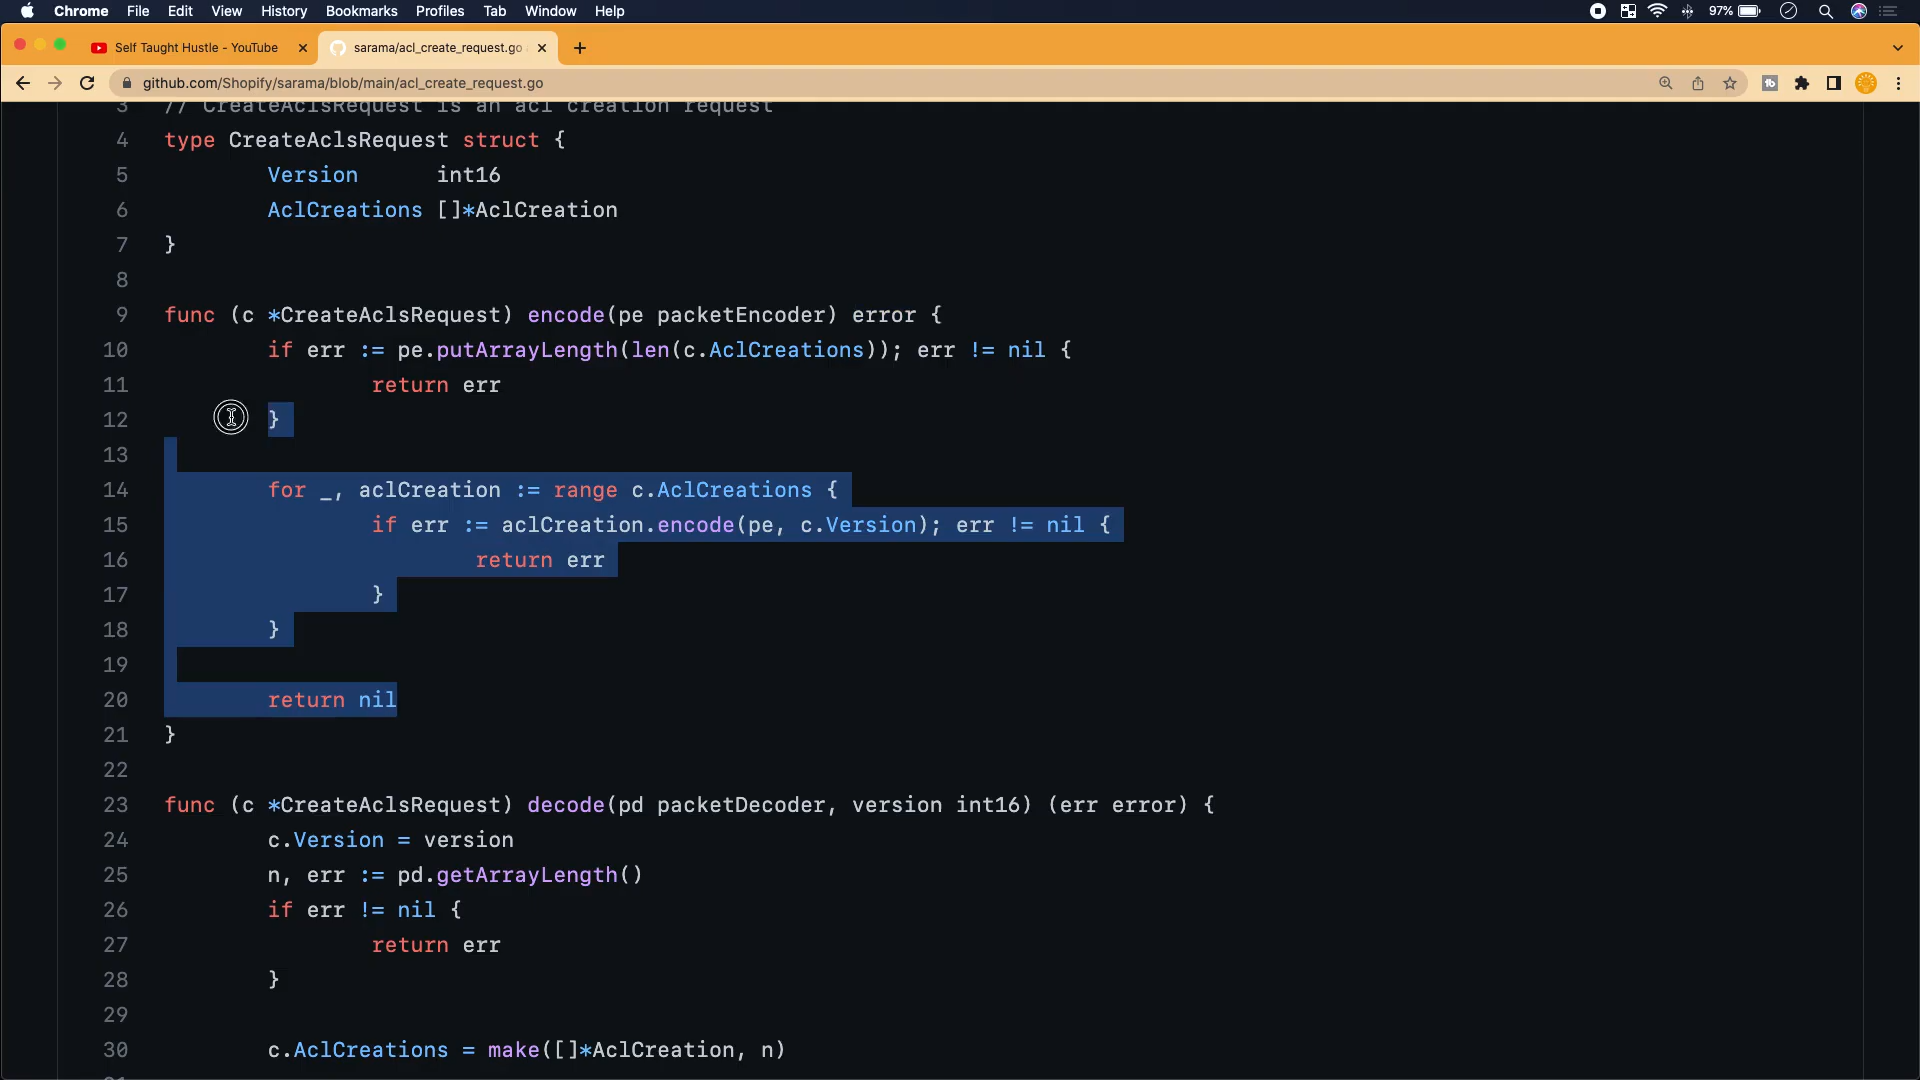 Chrome File Edit View History Bookmarks Profiles Tab Window Help 97%
Self Taught Hustle - YouTube sarama/acl_create_request.go
github.com/Shopify/sarama/blob/main/acl_create_request.go
3 // CreateAclsRequest is an acl creation request
4 type CreateAclsRequest struct {
5 Version int16
6 AclCreations []*AclCreation
7 }
8
9 func (c *CreateAclsRequest) encode(pe packetEncoder) error {
10 if err := pe.putArrayLength(len(c.AclCreations)); err != nil {
11 return err
12 }
13
14 for _, aclCreation := range c.AclCreations {
15 if err := aclCreation.encode(pe, c.Version); err != nil {
16 return err
17 }
18 }
19
20 return nil
21 }
22
23 func (c *CreateAclsRequest) decode(pd packetDecoder, version int16) (err error) {
24 c.Version = version
25 n, err := pd.getArrayLength()
26 if err != nil {
27 return err
28 }
29
30 c.AclCreations = make([]*AclCreation, n)